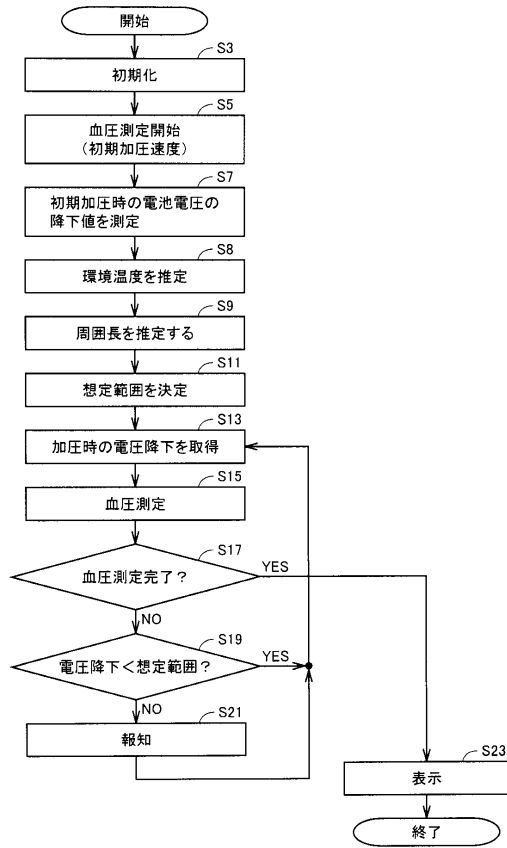 開始
S3
初期化
S5
血圧測定開始
(初期加圧速度)
S7
初期加圧時の電池電圧の
降下値を測定
S8
環境温度を推定
S9
周囲長を推定する
S11
想定範囲を決定
S13
加圧時の電圧降下を取得
S15
血圧測定
S17
血圧測定完了?
YES
NO
S19
電圧降下<想定範囲?
YES
NO
S21
報知
S23
表示
終了